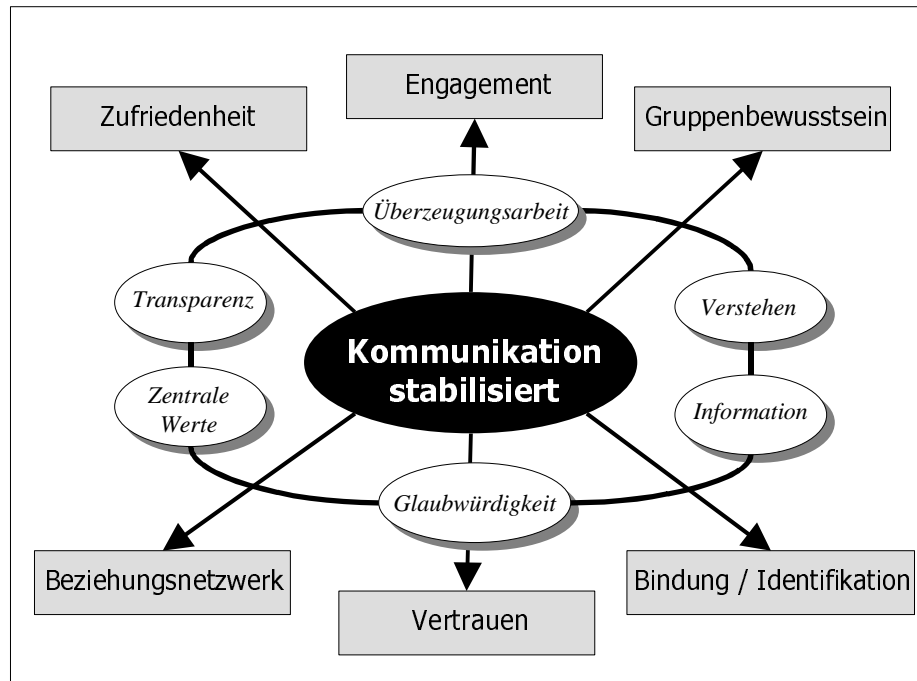 Engagement
Zufriedenheit
Gruppenbewusstsein
Überzeugungsarbeit
Transparenz
Verstehen
Kommunikation
stabilisiert
Zentrale
Werte
Information
Glaubwürdigkeit
Beziehungsnetzwerk
Bindung / Identifikation
Vertrauen